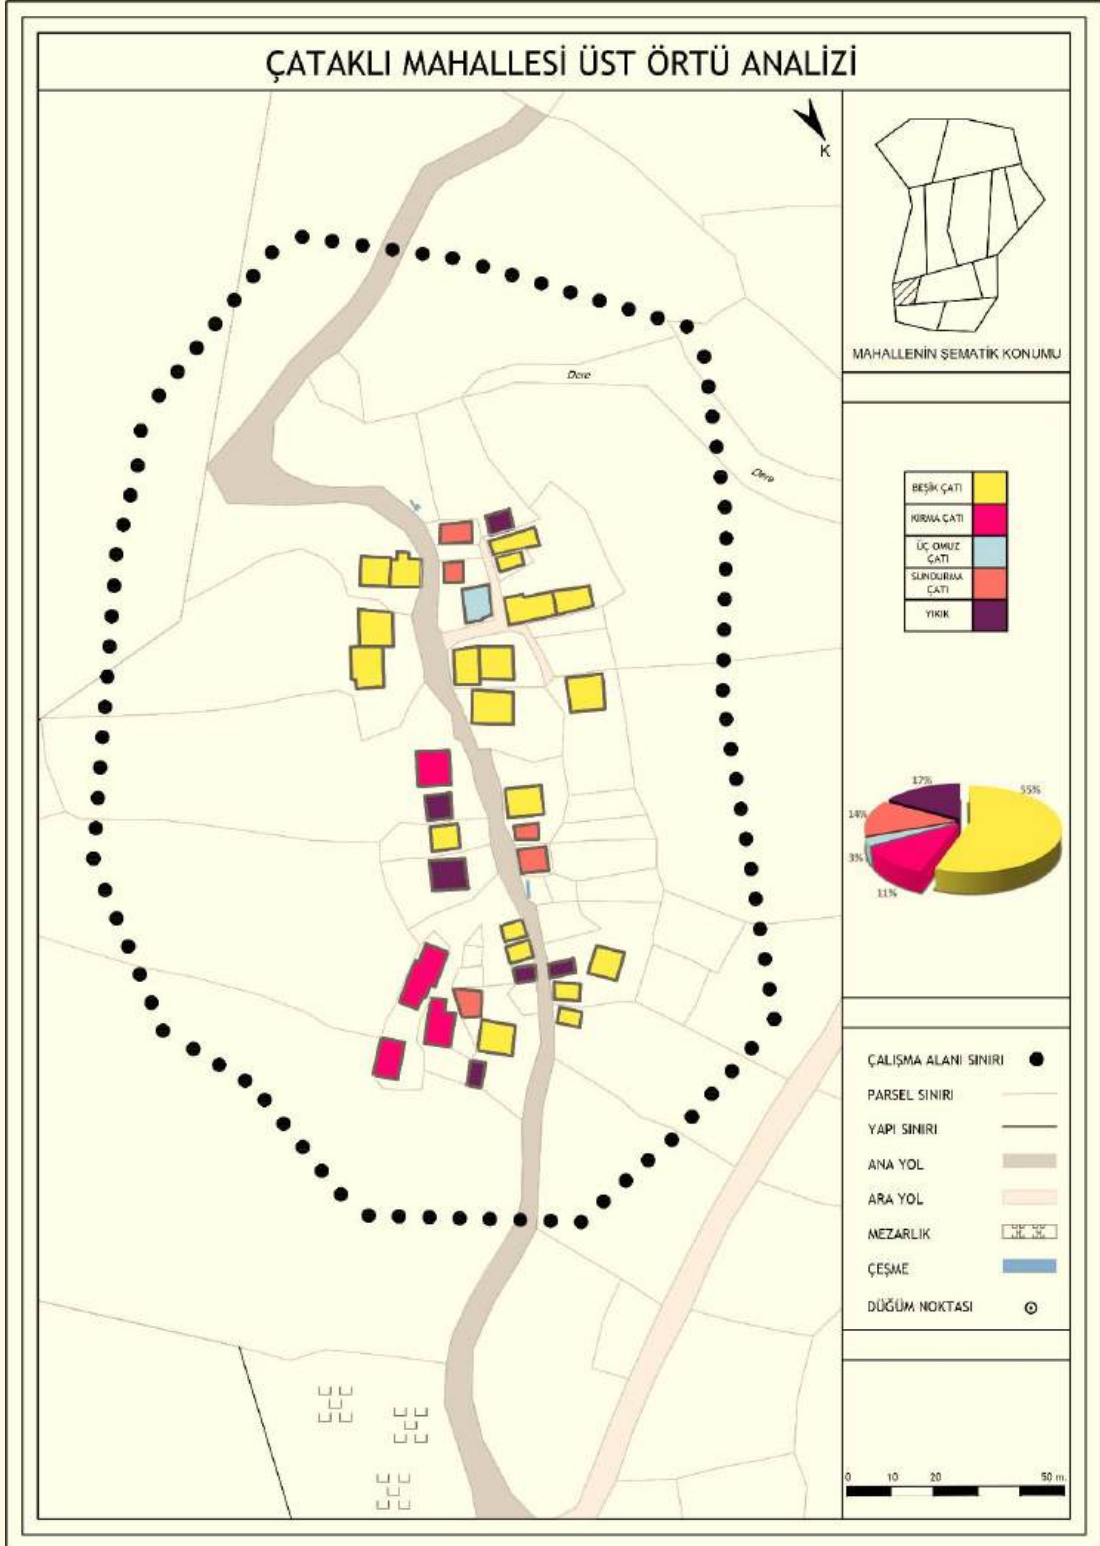 ÇATAKLI MAHALLESİ ÜST ÖRTÜ ANALİZİ
K
MAHALLENİN ŞEMATİK KONUMU
Dere
Dere
BEŞİK ÇATI
KIRMA ÇATI
ÜÇ OMUZ
ÇATI
SUNDURMA
ÇATI
YIKIK
17%
55%
14%
3%
11%
ÇALIŞMA ALANI SINIRI
PARSEL SINIRI
YAPI SINIRI
ANA YOL
ARA YOL
MEZARLIK
ÇEŞME
DÜĞÜM NOKTASI
0 10 20 50 m.